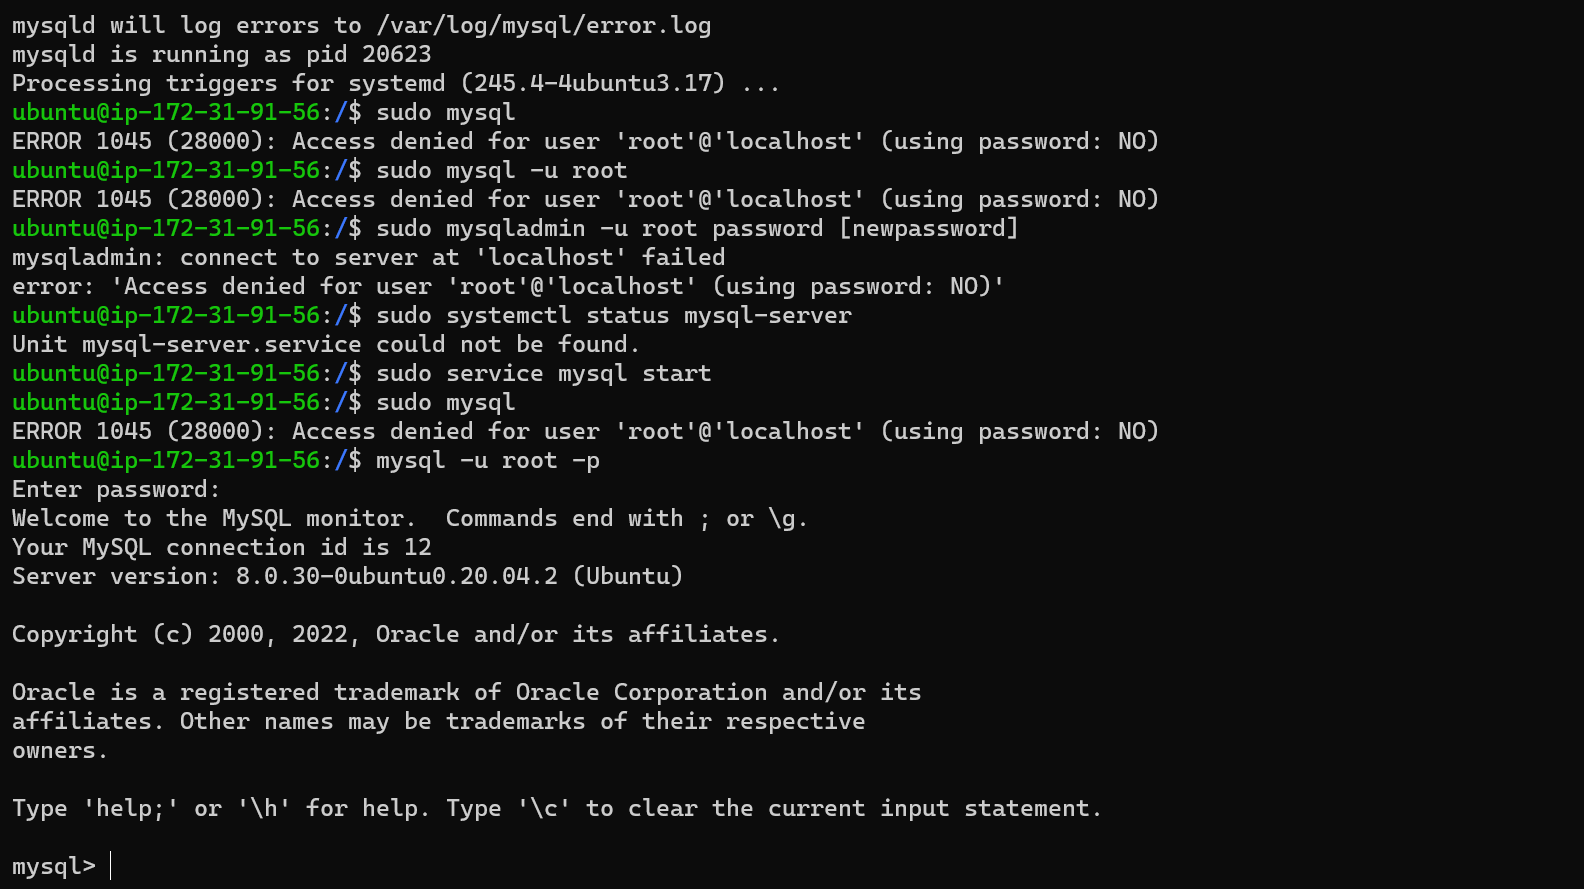 mysqld will log errors to /var/log/mysql/error.log
mysqld is running as pid 20623
Processing triggers for systemd (245.4-4ubuntu3.17) ...
ubuntu@ip-172-31-91-56:/$ sudo mysql
ERROR 1045 (28000): Access denied for user 'root'@'localhost' (using password: NO)
ubuntu@ip-172-31-91-56:/$ sudo mysql -u root
ERROR 1045 (28000): Access denied for user 'root'@'localhost' (using password: NO)
ubuntu@ip-172-31-91-56:/$ sudo mysqladmin -u root password [newpassword]
mysqladmin: connect to server at 'localhost' failed
error: 'Access denied for user 'root'@'localhost' (using password: NO)'
ubuntu@ip-172-31-91-56:/$ sudo systemctl status mysql-server
Unit mysql-server.service could not be found.
ubuntu@ip-172-31-91-56:/$ sudo service mysql start
ubuntu@ip-172-31-91-56:/$ sudo mysql
ERROR 1045 (28000): Access denied for user 'root'@'localhost' (using password: NO)
ubuntu@ip-172-31-91-56:/$ mysql -u root -p
Enter password:
Welcome to the MySQL monitor.  Commands end with ; or \g.
Your MySQL connection id is 12
Server version: 8.0.30-0ubuntu0.20.04.2 (Ubuntu)

Copyright (c) 2000, 2022, Oracle and/or its affiliates.

Oracle is a registered trademark of Oracle Corporation and/or its
affiliates. Other names may be trademarks of their respective
owners.

Type 'help;' or '\h' for help. Type '\c' to clear the current input statement.

mysql>